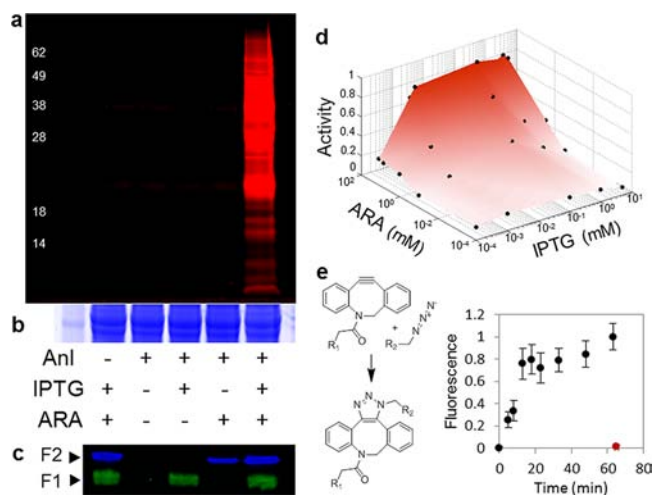 a
62
49
38
28
18
14
b
Anl - + + + +
IPTG + - + - +
ARA + - - + +
c
F2
F1
d
Activity
1
0.8
0.6
0.4
0.2
0
10² 10⁰ 10⁻² 10⁻⁴
ARA (mM)
10⁻⁴ 10⁻³ 10⁻² 10⁻¹ 10⁰ 10¹
IPTG (mM)
e
N N N⁻
+
R₁ O R₂
N N N
R₂
N
O
R₁
Fluorescence
1.2
1
0.8
0.6
0.4
0.2
0
0 20 40 60 80
Time (min)